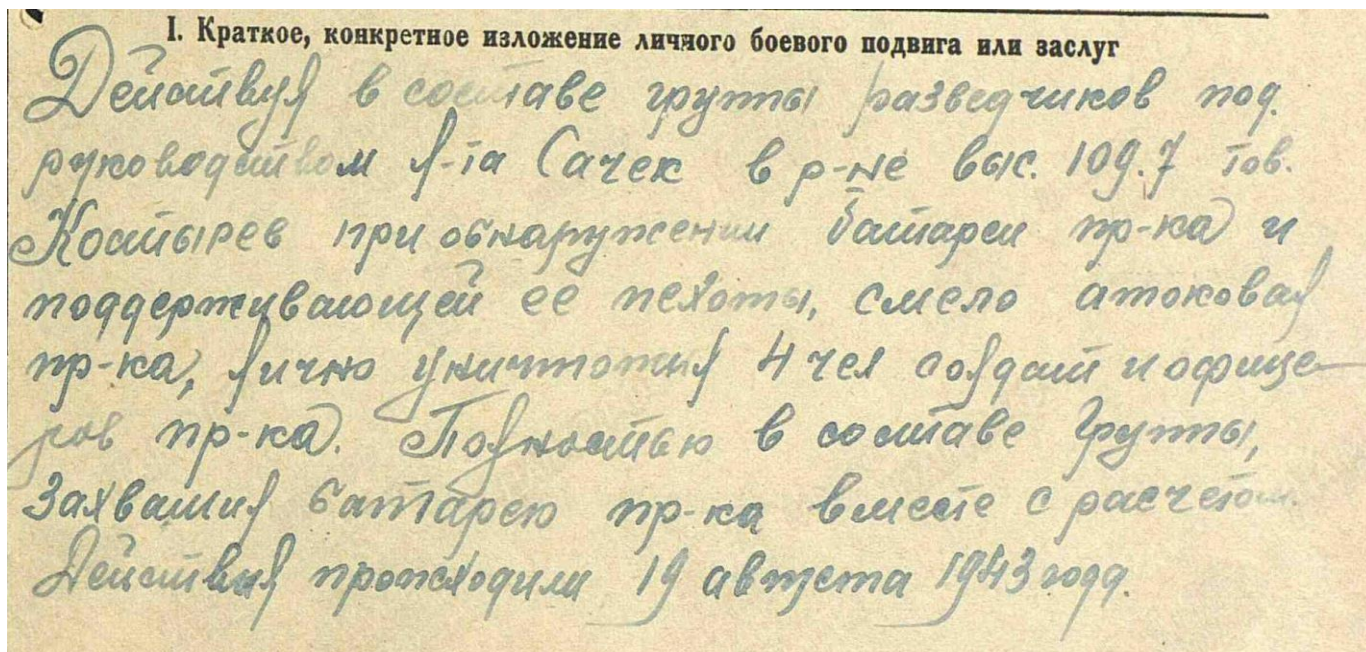 I. Краткое, конкретное изложение личного боевого подвига или заслуг
Действуя в составе группы разведчиков под
руководством л-та Сачек в р-не выс. 109.7 тов.
Костырев при обнаружении батареи пр-ка и
поддерживающей ее пехоты, смело атоковал
пр-ка, лично уничтожил 4 чел солдат и офице-
ров пр-ка. Полностью в составе группы,
захватил батарею пр-ка вместе с расчетом.
Действия происходили 19 августа 1943 года.